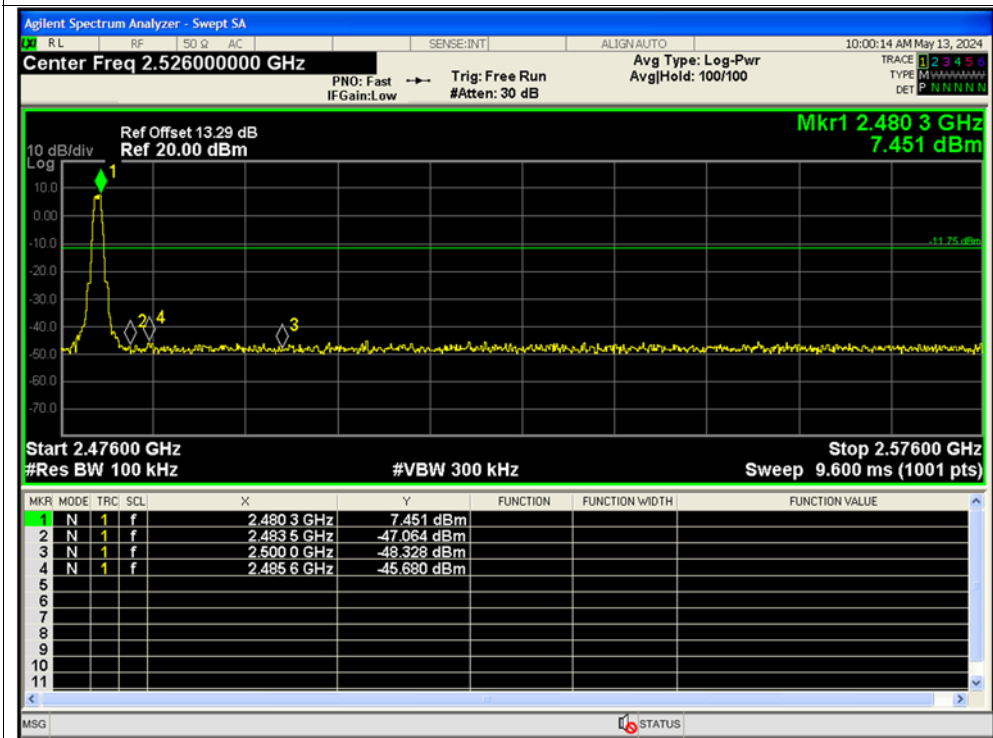 Agilent Spectrum Analyzer - Swept SA
LXI RL RF 50 Ω AC SENSE:INT ALIGNAUTO 10:00:14 AM May 13, 2024
Center Freq 2.526000000 GHz
PNO: Fast
IFGain:Low
Trig: Free Run
#Atten: 30 dB
Avg Type: Log-Pwr
Avg|Hold: 100/100
TRACE 1 2 3 4 5 6
TYPE M WWWWW
DET P N N N N N
Mkr1 2.480 3 GHz
7.451 dBm
Ref Offset 13.29 dB
10 dB/div Ref 20.00 dBm
Log
1
10.0
0.00
-10.0
-11.75 dBm
-20.0
-30.0
-40.0
2 4 3
-50.0
-60.0
-70.0
Start 2.47600 GHz Stop 2.57600 GHz
#Res BW 100 kHz #VBW 300 kHz Sweep 9.600 ms (1001 pts)
MKR MODE TRC SCL X Y FUNCTION FUNCTION WIDTH FUNCTION VALUE
1 N 1 f 2.480 3 GHz 7.451 dBm
2 N 1 f 2.483 5 GHz -47.064 dBm
3 N 1 f 2.500 0 GHz -48.328 dBm
4 N 1 f 2.485 6 GHz -45.680 dBm
5
6
7
8
9
10
11
MSG STATUS